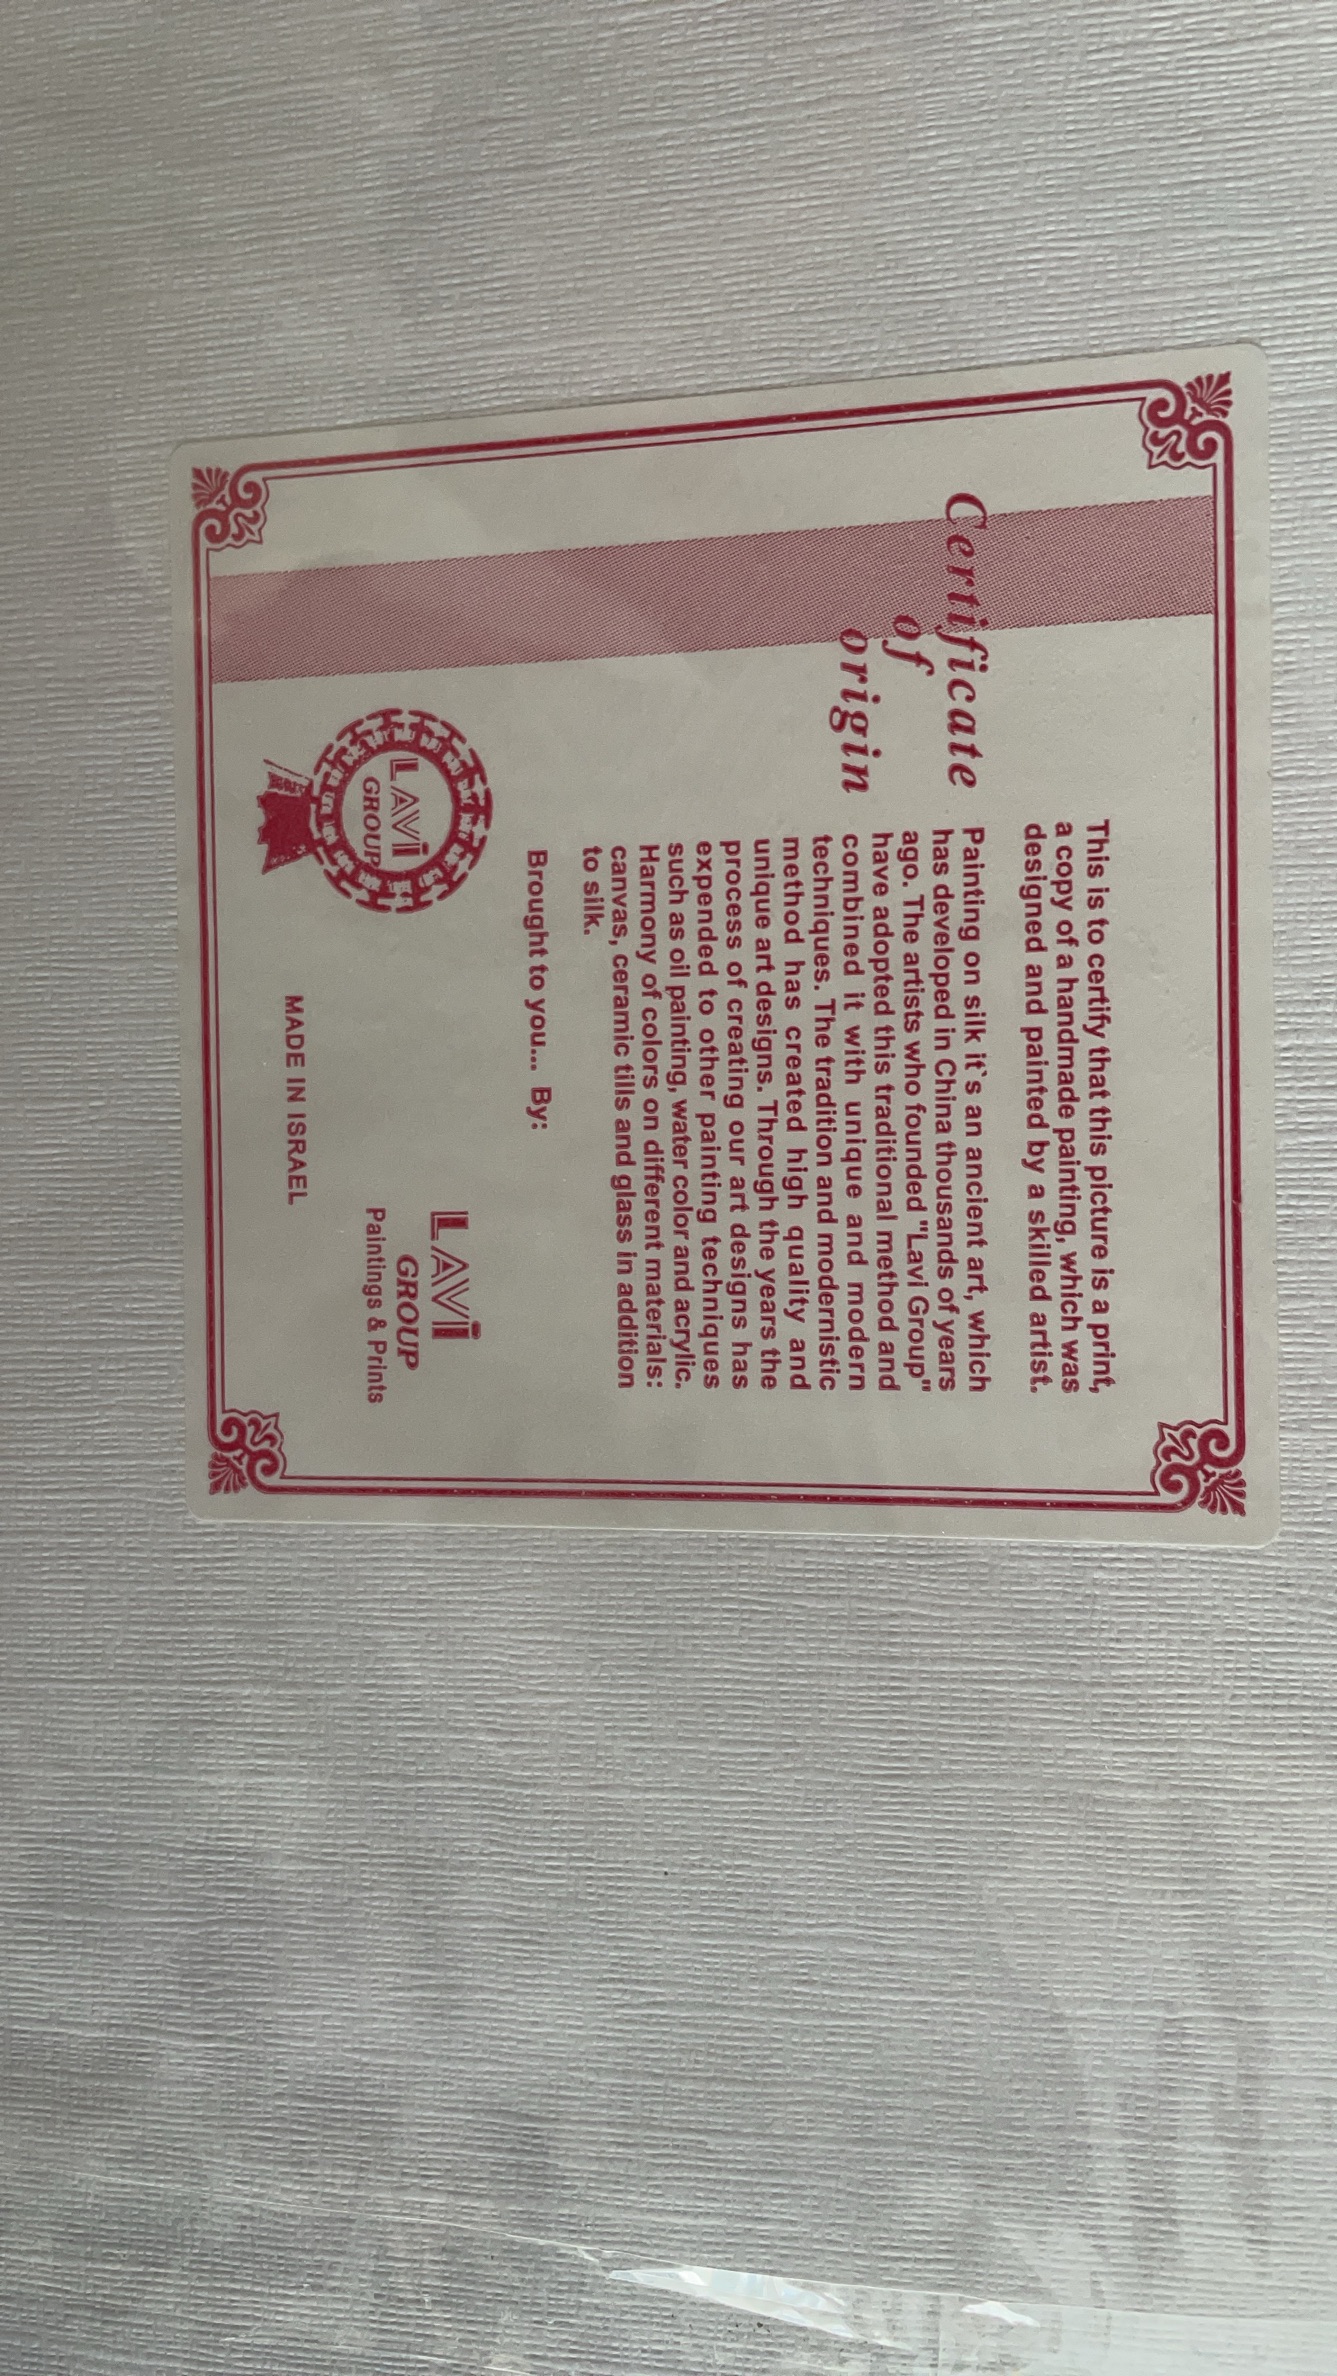 Certificate
of
origin
This is to certify that this picture is a print,
a copy of a handmade painting, which was
designed and painted by a skilled artist.
Painting on silk it`s an ancient art, which
has developed in China thousands of years
ago. The artists who founded "Lavi Group"
have adopted this traditional method and
combined it with unique and modern
techniques. The tradition and modernistic
method has created high quality and
unique art designs. Through the years the
process of creating our art designs has
expended to other painting techniques
such as oil painting, water color and acrylic.
Harmony of colors on different materials:
canvas, ceramic tills and glass in addition
to silk.
Brought to you... By:
LAVi
GROUP
LAVi
GROUP
Paintings & Prints
MADE IN ISRAEL